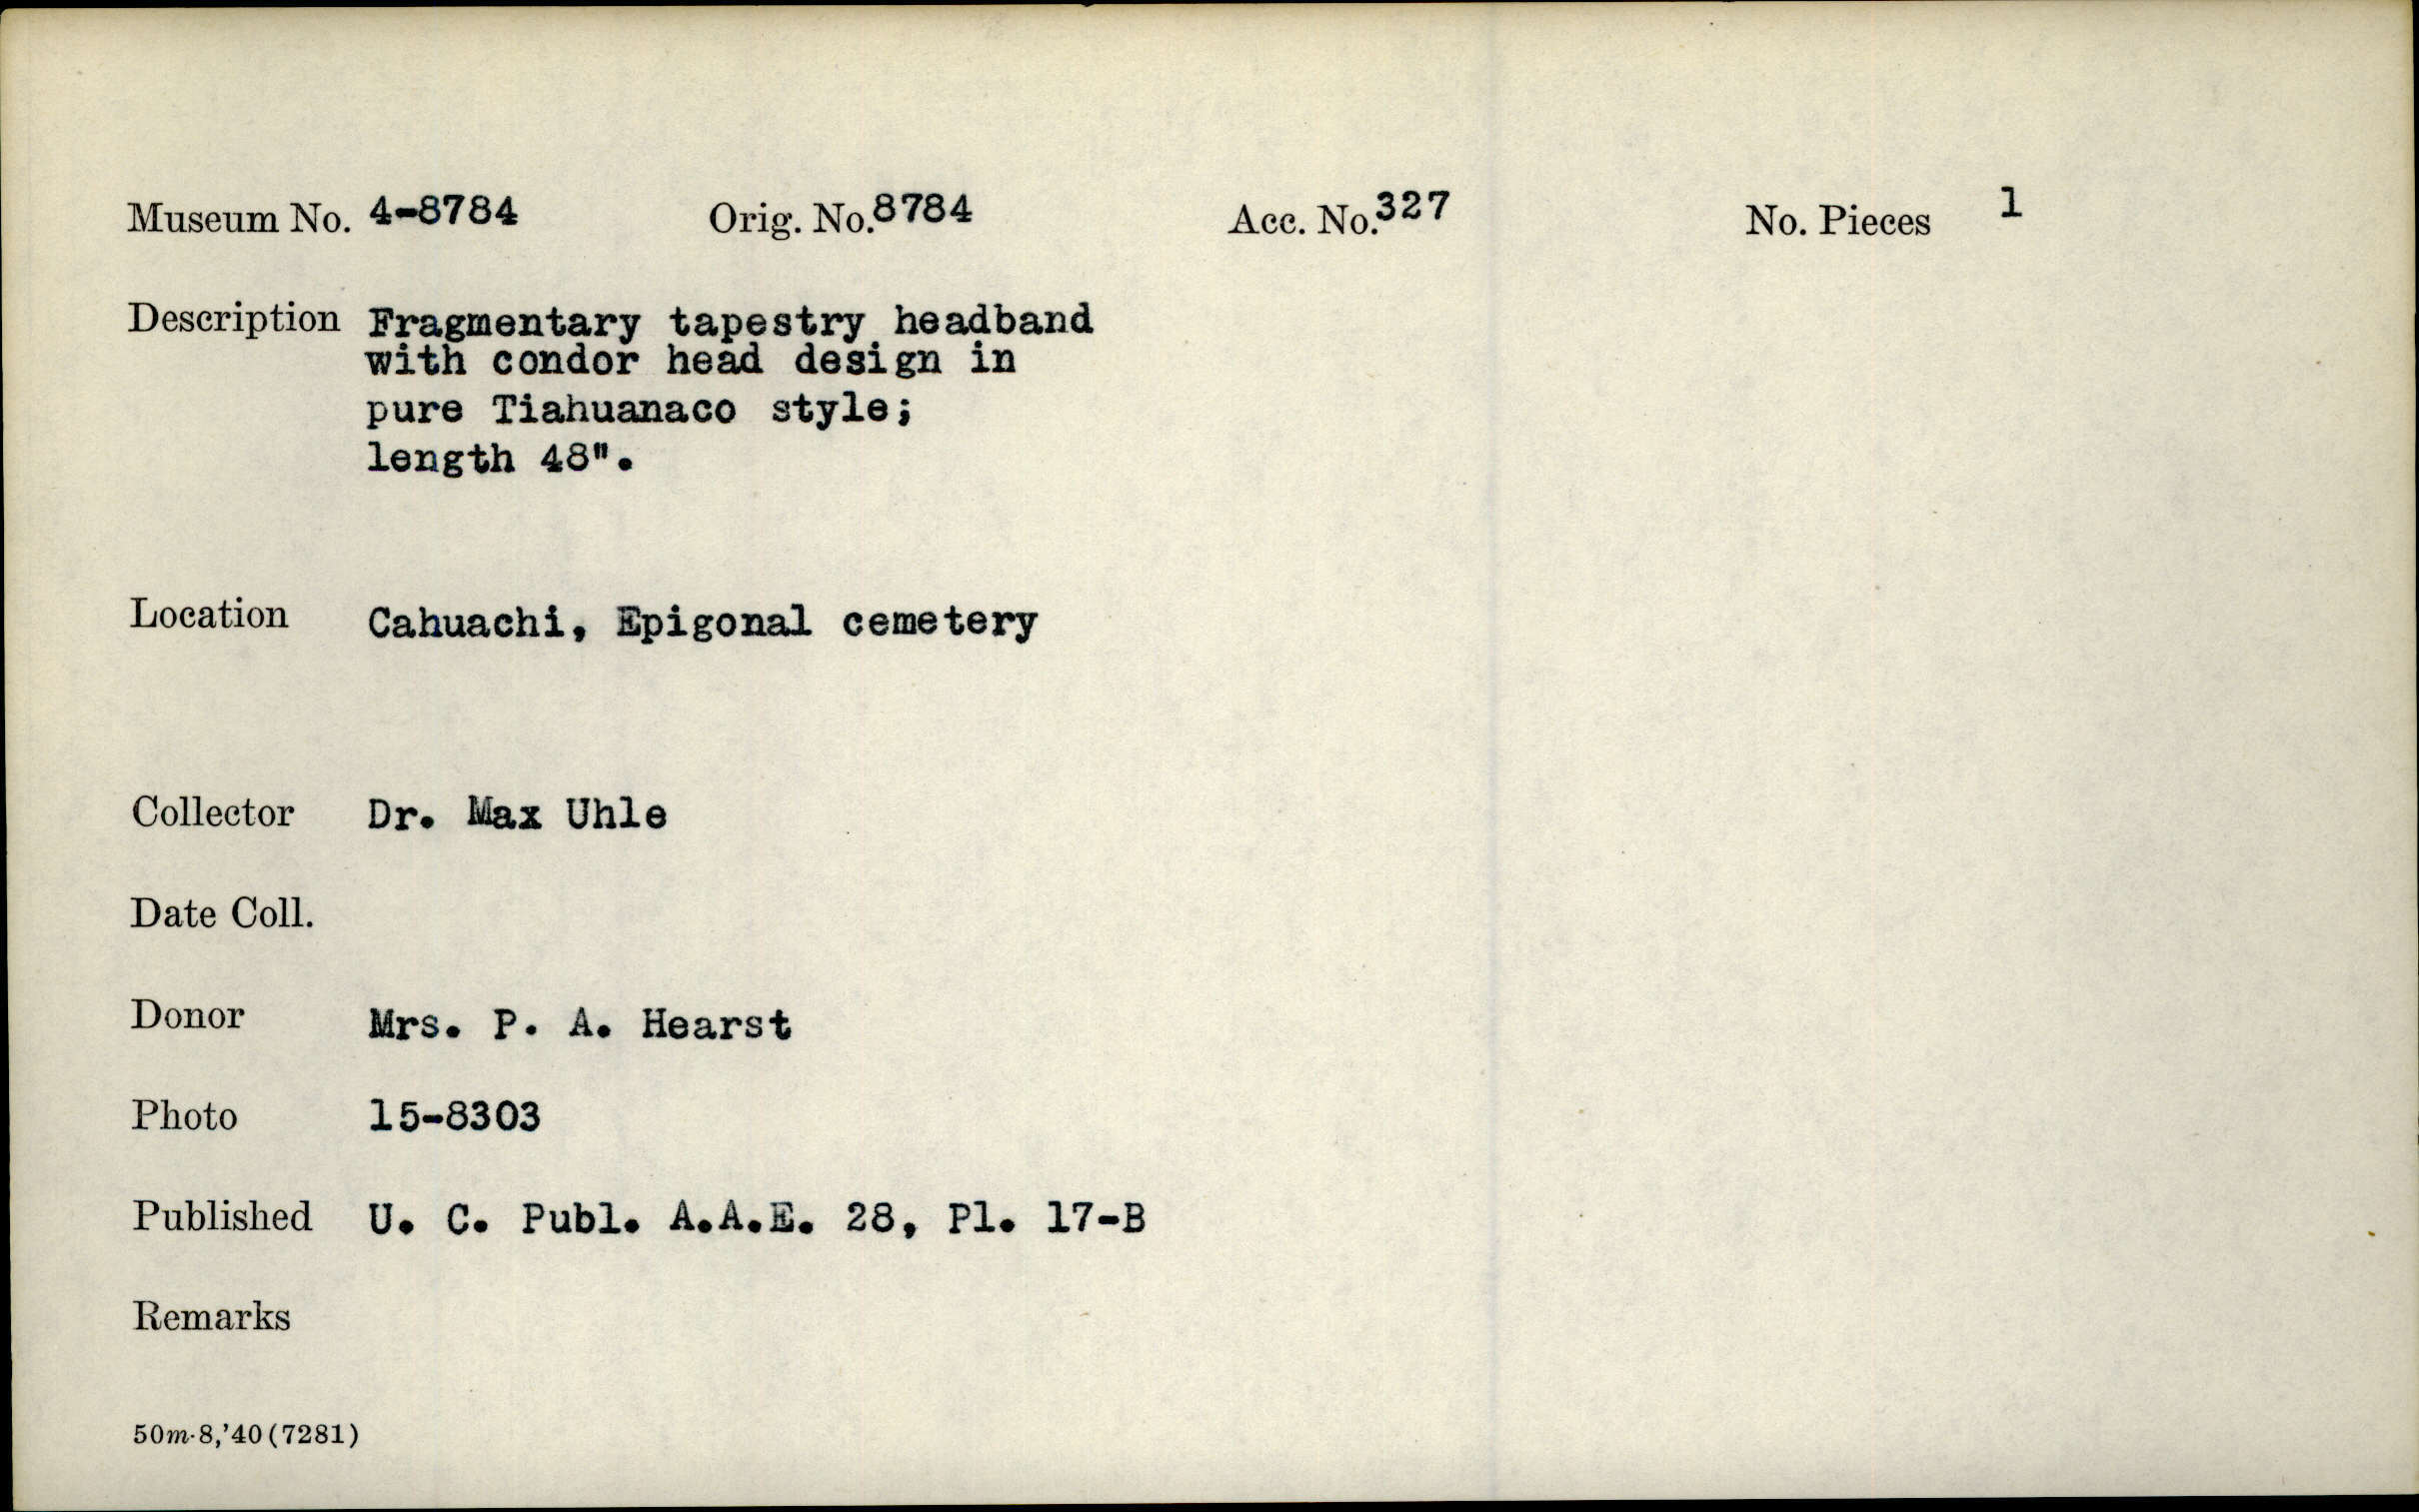 Museum No. 4-8784 Orig. No. 8784 Acc. No. 327 No. Pieces 1
Description Fragmentary tapestry headband
with condor head design in
pure Tiahuanaco style;
length 48".
Location Cahuachi, Epigonal cemetery
Collector Dr. Max Uhle
Date Coll.
Donor Mrs. P. A. Hearst
Photo 15-8303
Published U. C. Publ. A.A.E. 28, Pl. 17-B
Remarks
50m-8,'40(7281)